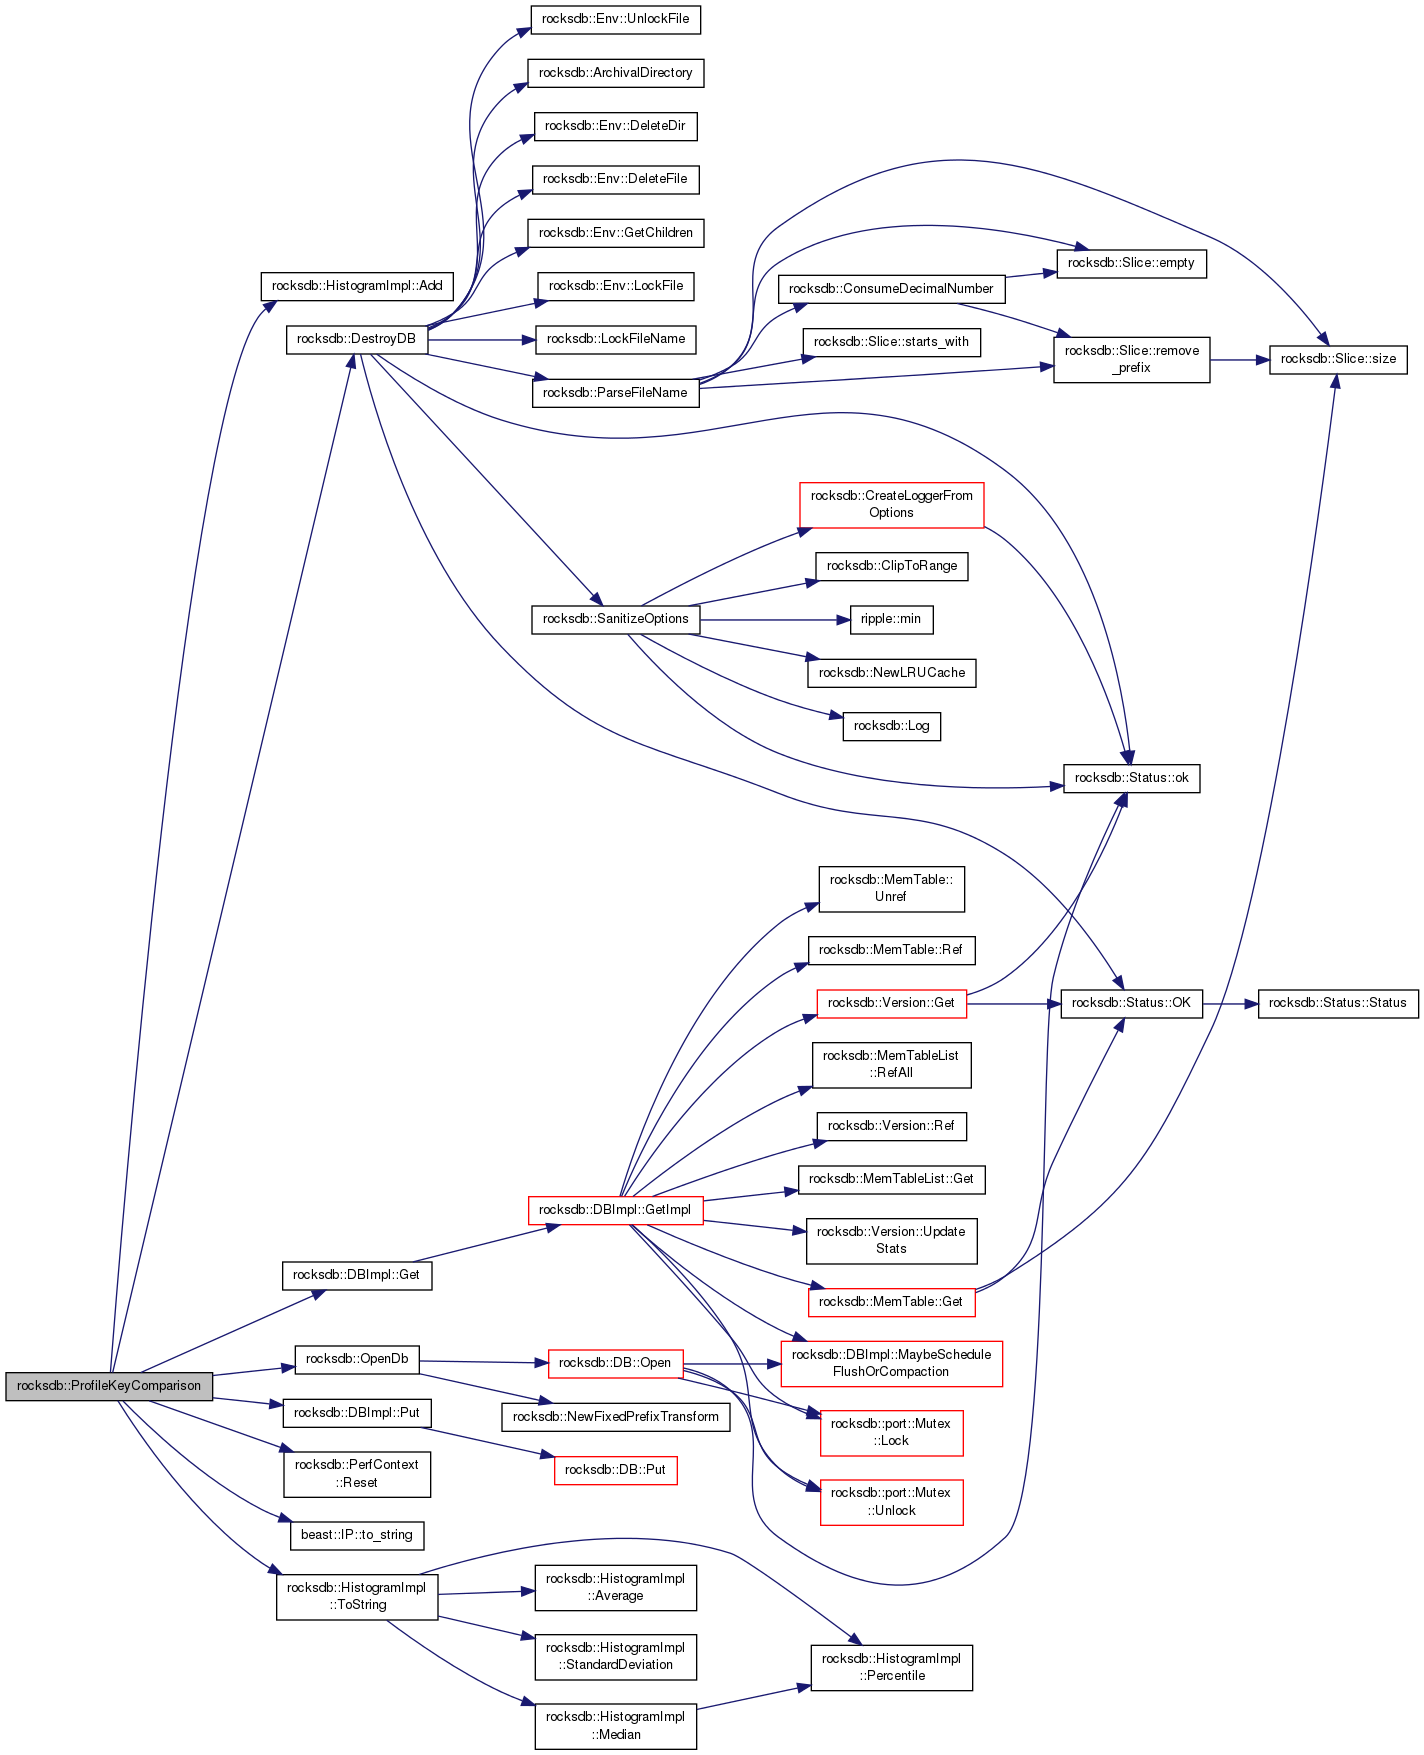 rocksdb::Env::UnlockFile
rocksdb::ArchivalDirectory
rocksdb::Env::DeleteDir
rocksdb::Env::DeleteFile
rocksdb::Env::GetChildren
rocksdb::Slice::empty
rocksdb::HistogramImpl::Add
rocksdb::Env::LockFile
rocksdb::ConsumeDecimalNumber
rocksdb::DestroyDB
rocksdb::LockFileName
rocksdb::Slice::starts_with
rocksdb::Slice::remove
_prefix
rocksdb::Slice::size
rocksdb::ParseFileName
rocksdb::CreateLoggerFrom
Options
rocksdb::ClipToRange
rocksdb::SanitizeOptions
ripple::min
rocksdb::NewLRUCache
rocksdb::Log
rocksdb::Status::ok
rocksdb::MemTable::
Unref
rocksdb::MemTable::Ref
rocksdb::Version::Get
rocksdb::Status::OK
rocksdb::Status::Status
rocksdb::MemTableList
::RefAll
rocksdb::Version::Ref
rocksdb::MemTableList::Get
rocksdb::DBImpl::GetImpl
rocksdb::Version::Update
Stats
rocksdb::DBImpl::Get
rocksdb::MemTable::Get
rocksdb::OpenDb
rocksdb::DB::Open
rocksdb::DBImpl::MaybeSchedule
FlushOrCompaction
rocksdb::ProfileKeyComparison
rocksdb::DBImpl::Put
rocksdb::NewFixedPrefixTransform
rocksdb::port::Mutex
::Lock
rocksdb::PerfContext
::Reset
rocksdb::DB::Put
rocksdb::port::Mutex
::Unlock
beast::IP::to_string
rocksdb::HistogramImpl
::ToString
rocksdb::HistogramImpl
::Average
rocksdb::HistogramImpl
::StandardDeviation
rocksdb::HistogramImpl
::Percentile
rocksdb::HistogramImpl
::Median